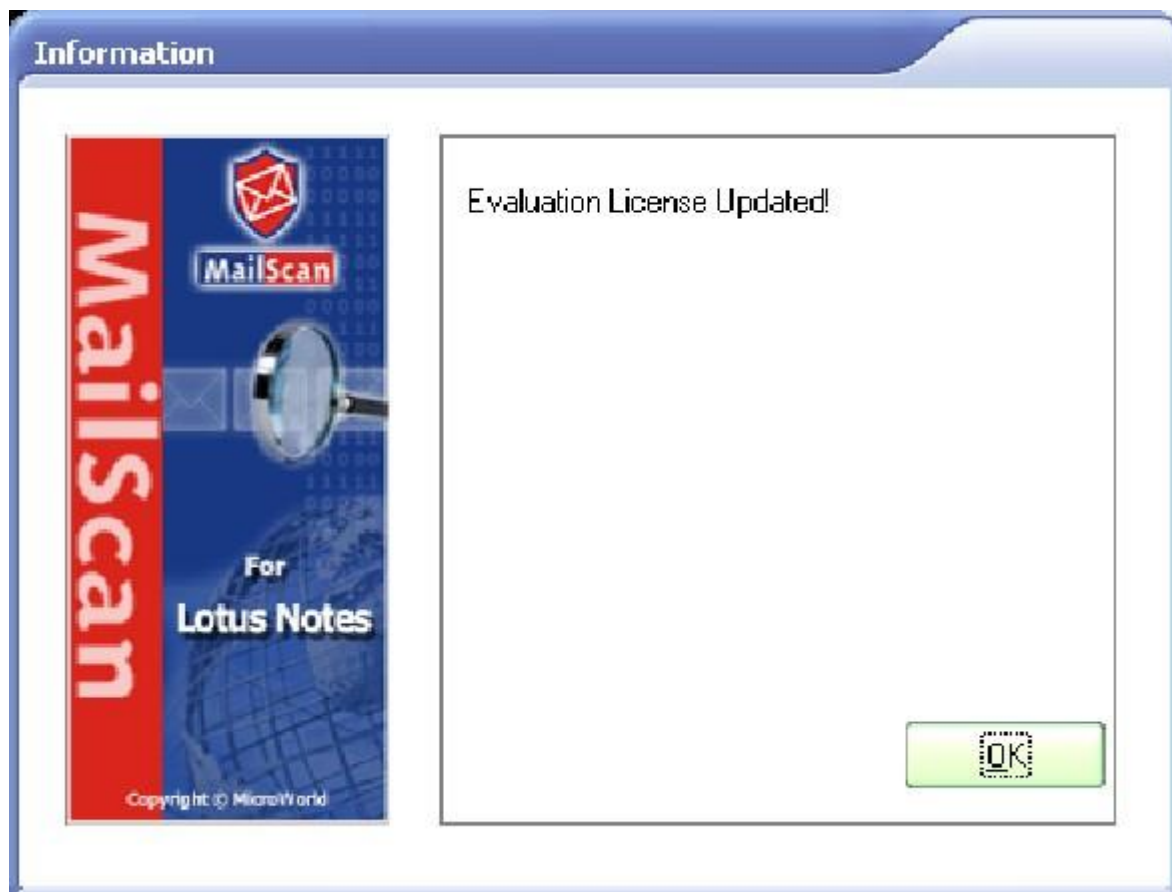 Information
MailScan
MailScan
For
Lotus Notes
Copyright © MicroWorld
Evaluation License Updated!
OK